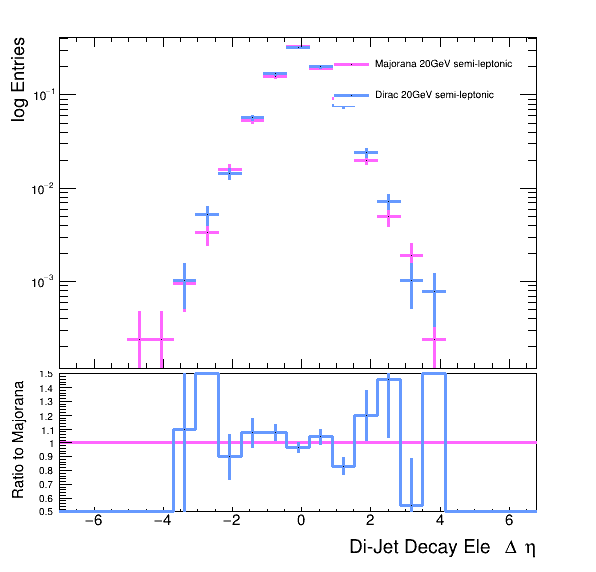 log Entries
Majorana 20GeV semi-leptonic
Dirac 20GeV semi-leptonic
10⁻¹
10⁻²
10⁻³
Ratio to Majorana
1.5
1.4
1.3
1.2
1.1
1
0.9
0.8
0.7
0.6
0.5
−6 −4 −2 0 2 4 6
Di-Jet Decay Ele Δ η